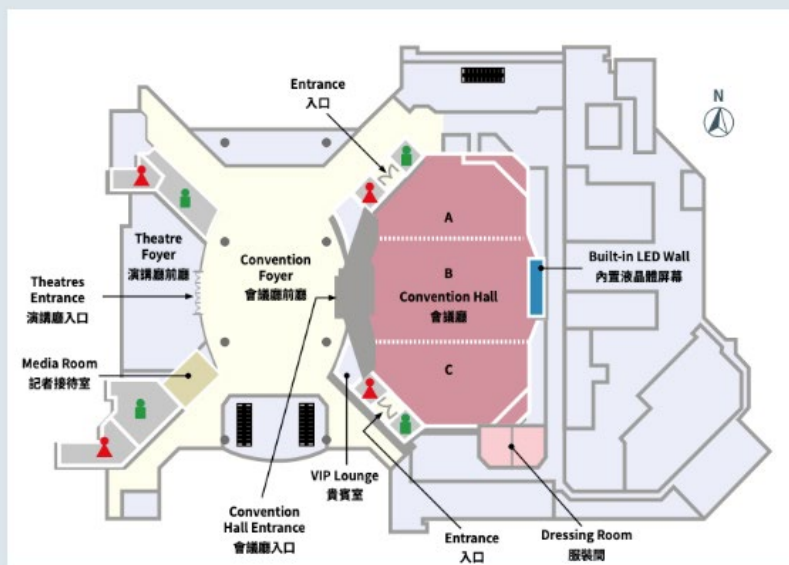 Entrance
入口
N
A
Theatre
Foyer
演講廳前廳
Convention
Foyer
會議廳前廳
B
Convention Hall
會議廳
Built-in LED Wall
內置液晶體屏幕
Theatres
Entrance
演講廳入口
Media Room
記者接待室
C
VIP Lounge
貴賓室
Convention
Hall Entrance
會議廳入口
Entrance
入口
Dressing Room
服裝間